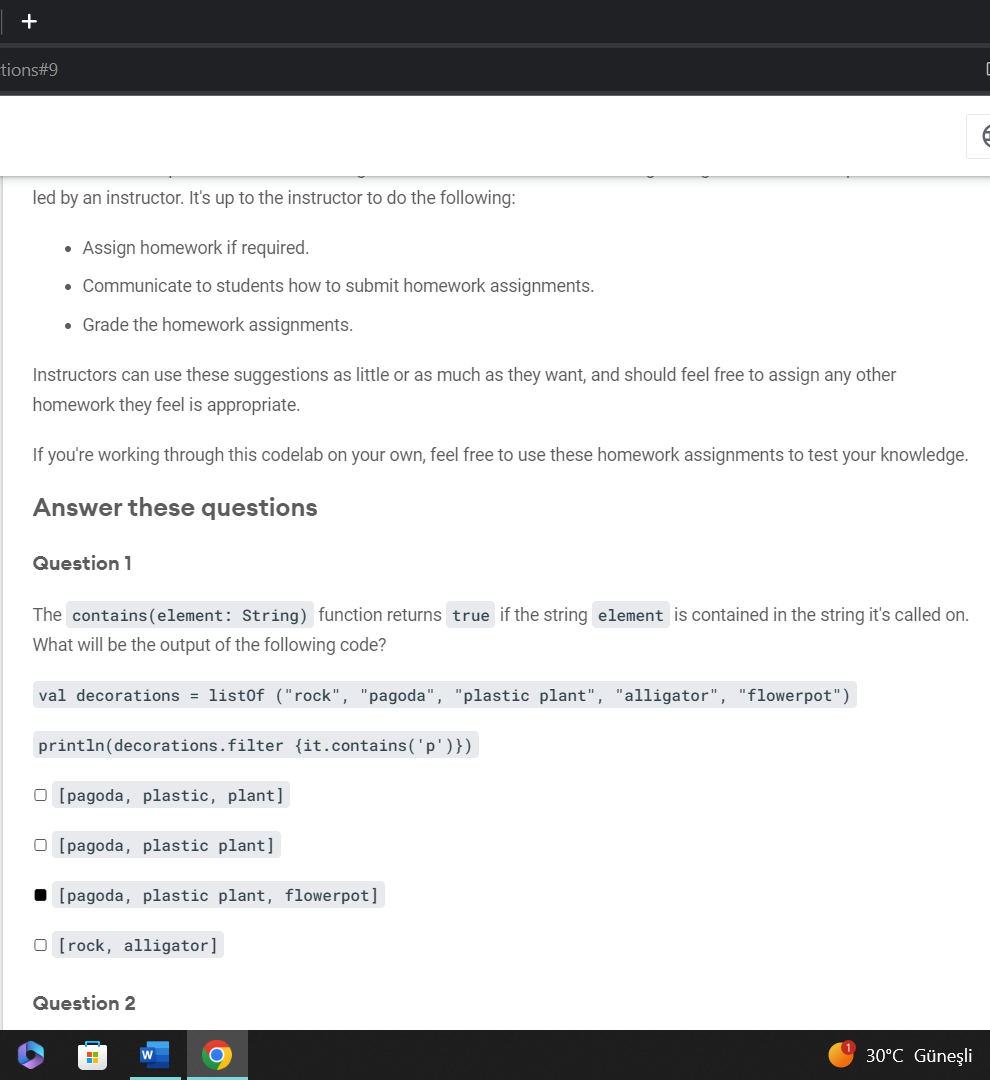 tions#9
led by an instructor. It's up to the instructor to do the following:
Assign homework if required.
Communicate to students how to submit homework assignments.
Grade the homework assignments.
Instructors can use these suggestions as little or as much as they want, and should feel free to assign any other
homework they feel is appropriate.
If you're working through this codelab on your own, feel free to use these homework assignments to test your knowledge.
Answer these questions
Question 1
The contains(element: String) function returns true if the string element is contained in the string it's called on.
What will be the output of the following code?
val decorations = listOf ("rock", "pagoda", "plastic plant", "alligator", "flowerpot")
println(decorations.filter {it.contains('p')})
[pagoda, plastic, plant]
[pagoda, plastic plant]
[pagoda, plastic plant, flowerpot]
[rock, alligator]
Question 2
W
1
30°C Güneşli